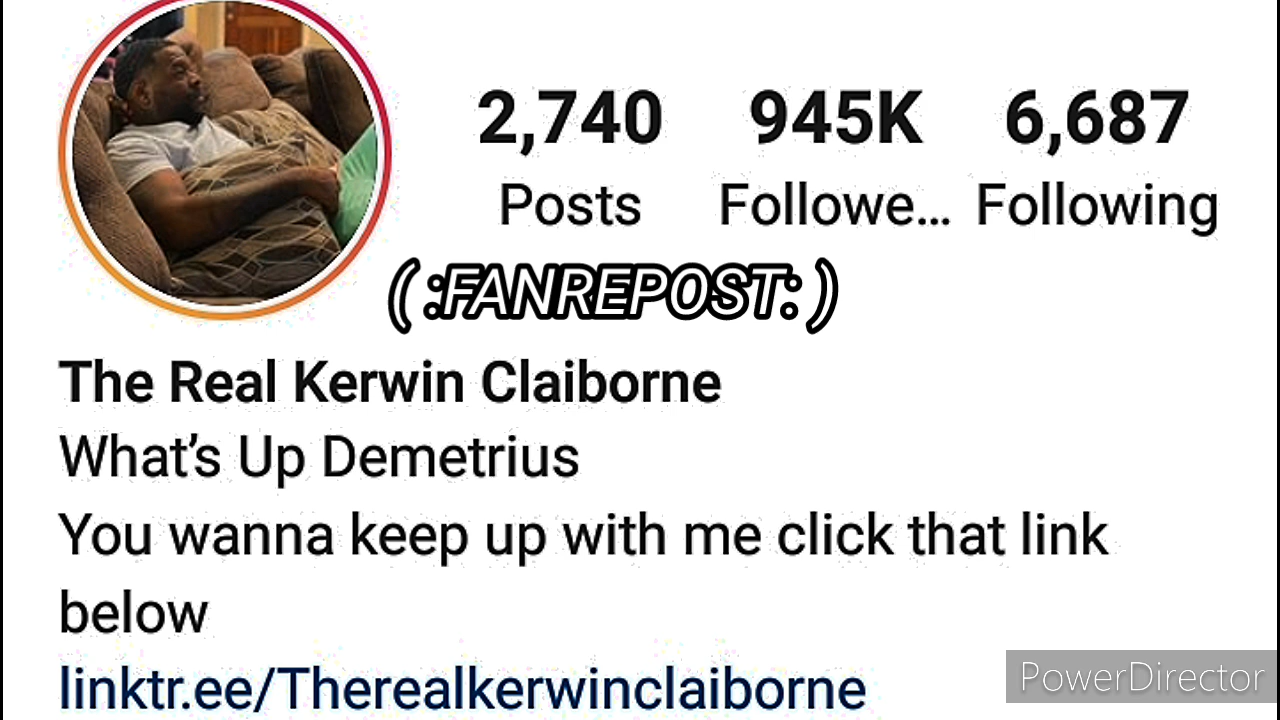 2,740 945K 6,687
Posts Followe... Following
( :FANREPOST: )
The Real Kerwin Claiborne
What's Up Demetrius
You wanna keep up with me click that link
below
linktr.ee/Therealkerwinclaiborne
PowerDirector